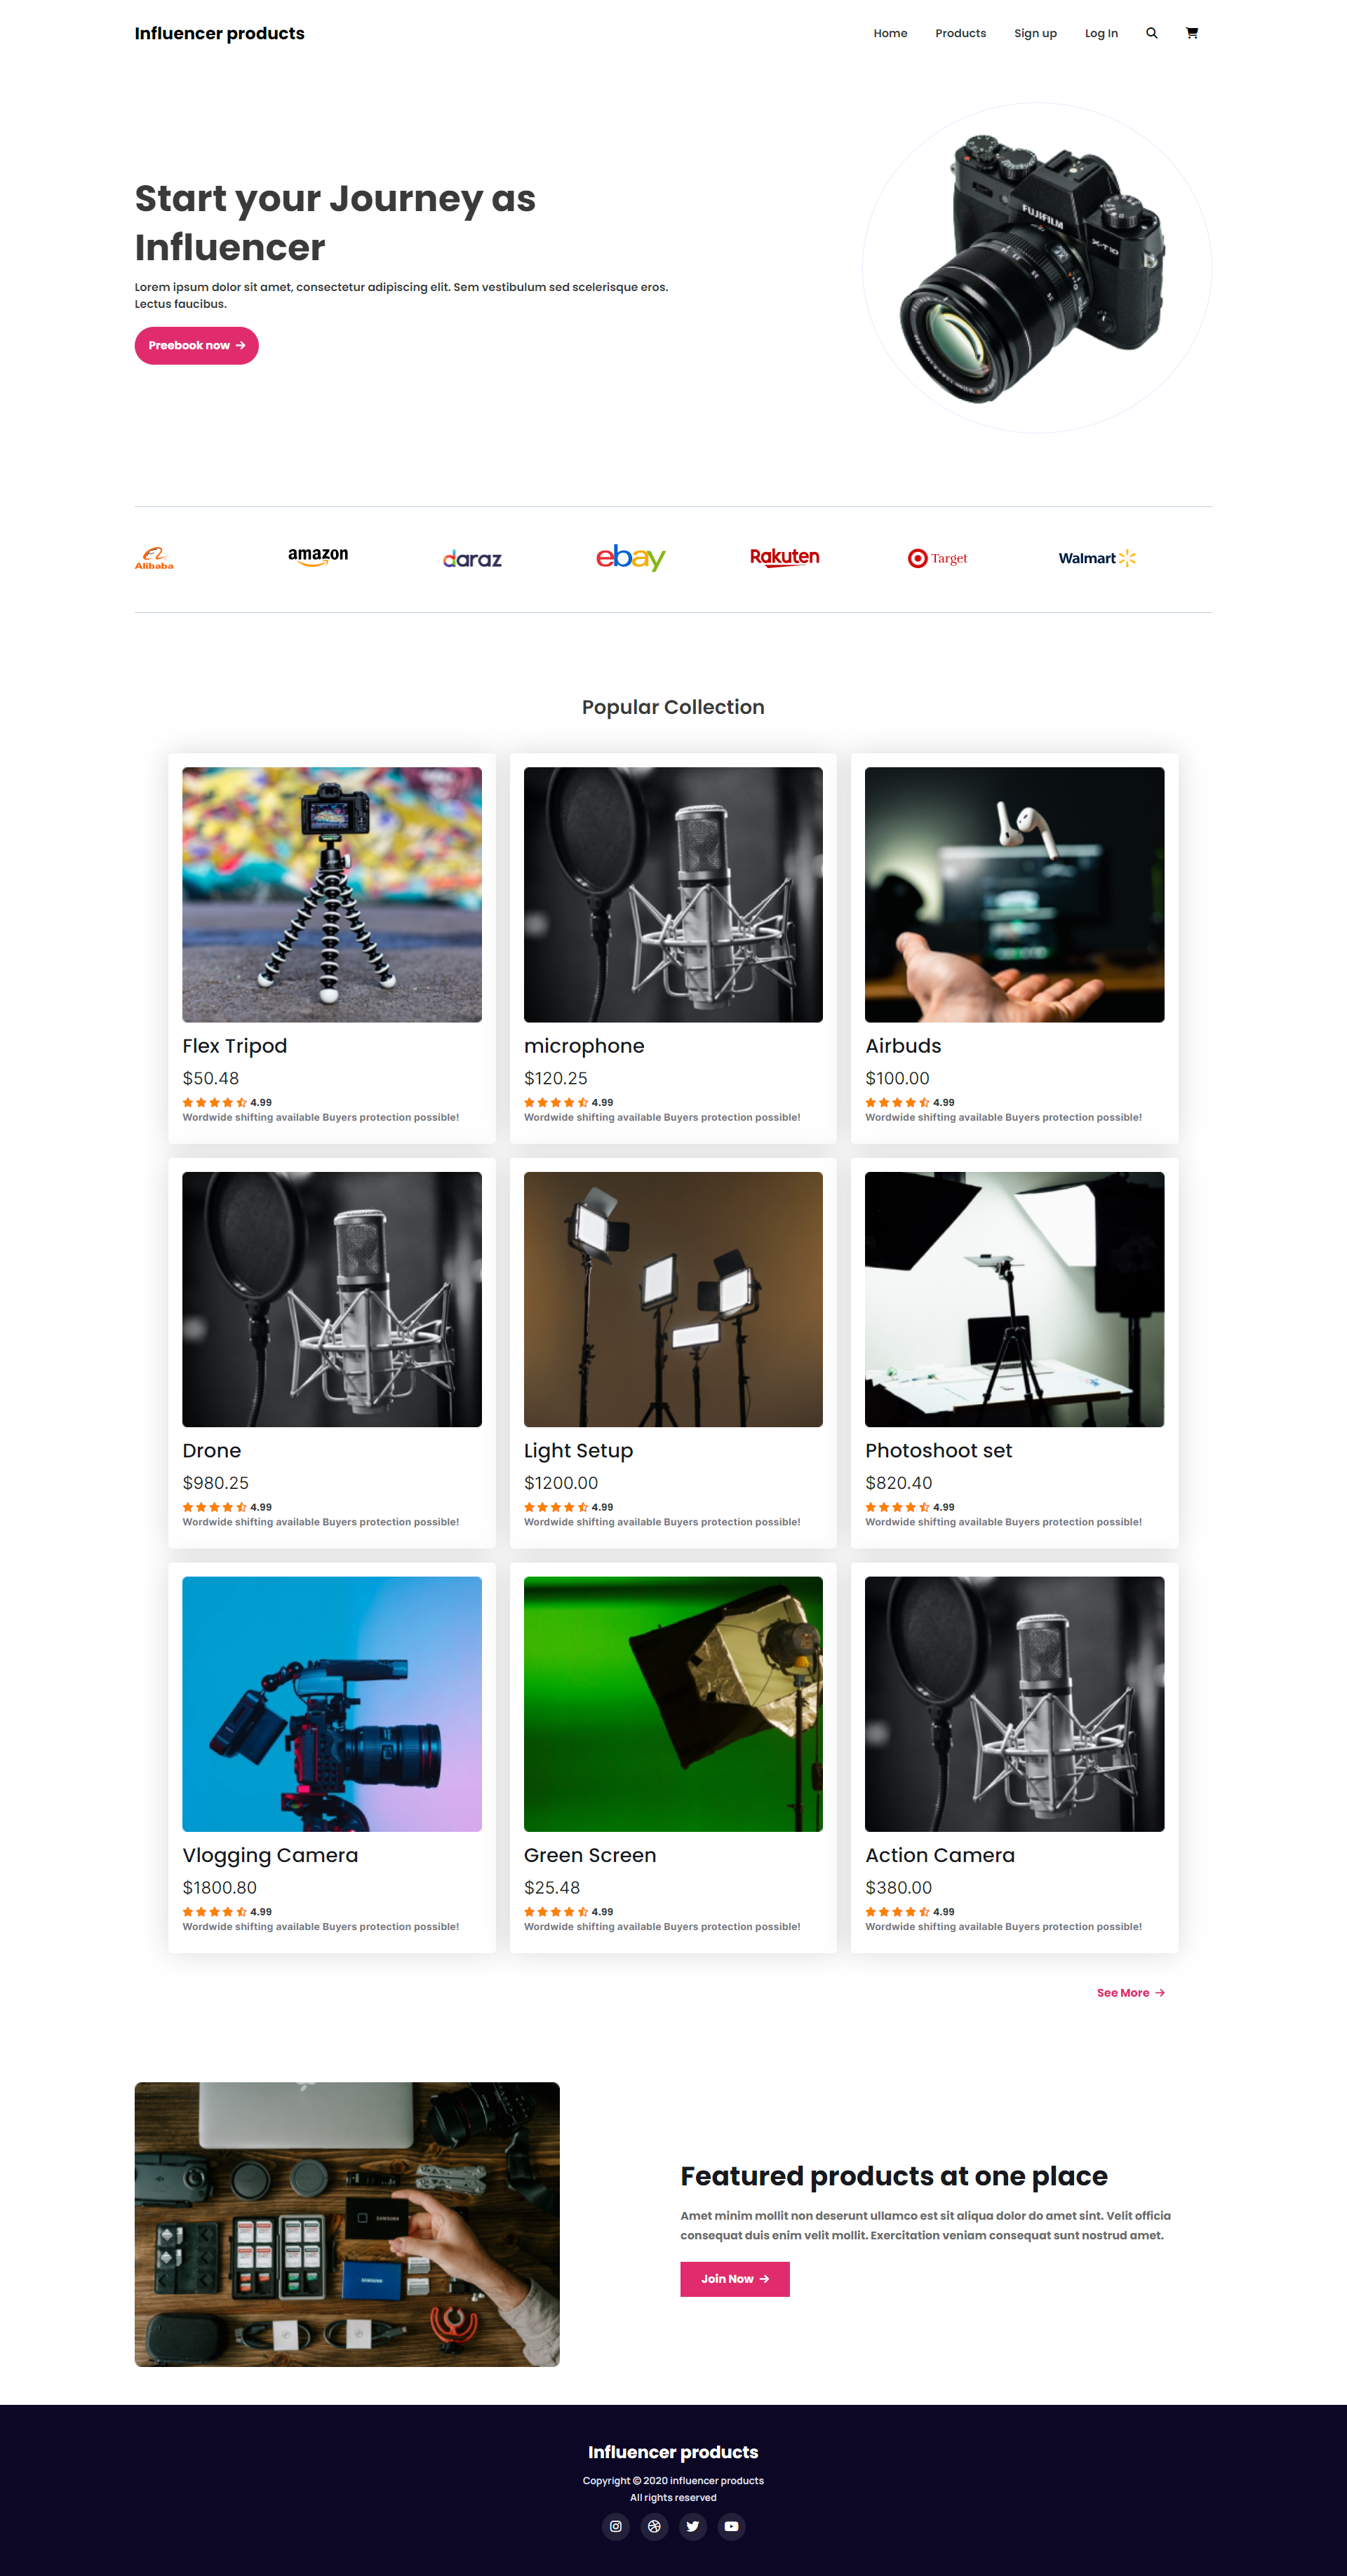 Influencer products
Home Products Sign up Log In
Start your Journey as
Influencer
Lorem ipsum dolor sit amet, consectetur adipiscing elit. Sem vestibulum sed scelerisque eros.
Lectus faucibus.
Preebook now
FUJIFILM
X-T10
Alibaba amazon daraz ebay Rakuten Target Walmart
Popular Collection
Flex Tripod
$50.48
4.99
Wordwide shifting available Buyers protection possible!
microphone
$120.25
4.99
Wordwide shifting available Buyers protection possible!
Airbuds
$100.00
4.99
Wordwide shifting available Buyers protection possible!
Drone
$980.25
4.99
Wordwide shifting available Buyers protection possible!
Light Setup
$1200.00
4.99
Wordwide shifting available Buyers protection possible!
Photoshoot set
$820.40
4.99
Wordwide shifting available Buyers protection possible!
Vlogging Camera
$1800.80
4.99
Wordwide shifting available Buyers protection possible!
Green Screen
$25.48
4.99
Wordwide shifting available Buyers protection possible!
Action Camera
$380.00
4.99
Wordwide shifting available Buyers protection possible!
See More
SAMSUNG
SAMSUNG
Featured products at one place
Amet minim mollit non deserunt ullamco est sit aliqua dolor do amet sint. Velit officia
consequat duis enim velit mollit. Exercitation veniam consequat sunt nostrud amet.
Join Now
Influencer products
Copyright © 2020 influencer products
All rights reserved